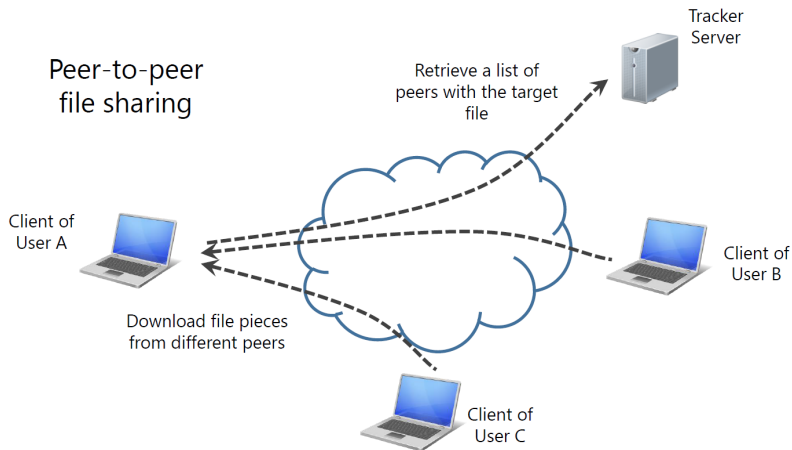 Peer-to-peer
file sharing
Tracker
Server
Retrieve a list of
peers with the target
file
Client of
User A
Client of
User B
Download file pieces
from different peers
Client of
User C